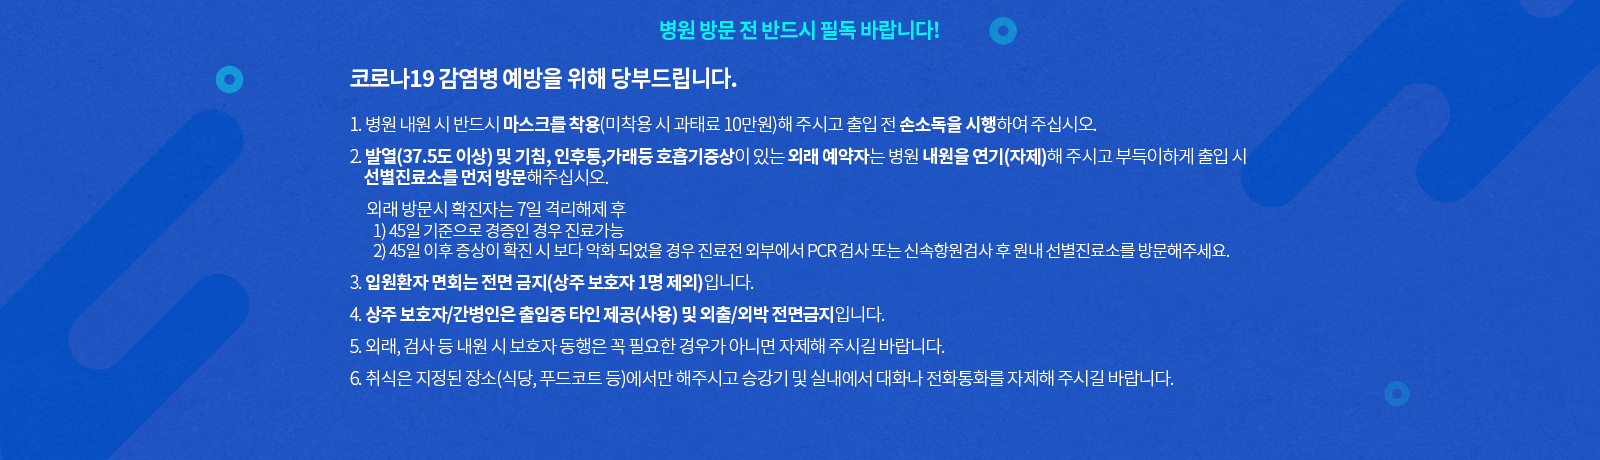 병원 방문 전 반드시 필독 바랍니다!
코로나19 감염병 예방을 위해 당부드립니다.
1. 병원 내원 시 반드시 마스크를 착용(미착용 시 과태료 10만원)해 주시고 출입 전 손소독을 시행하여 주십시오.
2. 발열(37.5도 이상) 및 기침, 인후통,가래등 호흡기증상이 있는 외래 예약자는 병원 내원을 연기(자제)해 주시고 부득이하게 출입 시
선별진료소를 먼저 방문해주십시오.
외래 방문시 확진자는 7일 격리해제 후
1) 45일 기준으로 경증인 경우 진료가능
2) 45일 이후 증상이 확진 시 보다 악화 되었을 경우 진료전 외부에서 PCR 검사 또는 신속항원검사 후 원내 선별진료소를 방문해주세요.
3. 입원환자 면회는 전면 금지(상주 보호자 1명 제외)입니다.
4. 상주 보호자/간병인은 출입증 타인 제공(사용) 및 외출/외박 전면금지입니다.
5. 외래, 검사 등 내원 시 보호자 동행은 꼭 필요한 경우가 아니면 자제해 주시길 바랍니다.
6. 취식은 지정된 장소(식당, 푸드코트 등)에서만 해주시고 승강기 및 실내에서 대화나 전화통화를 자제해 주시길 바랍니다.